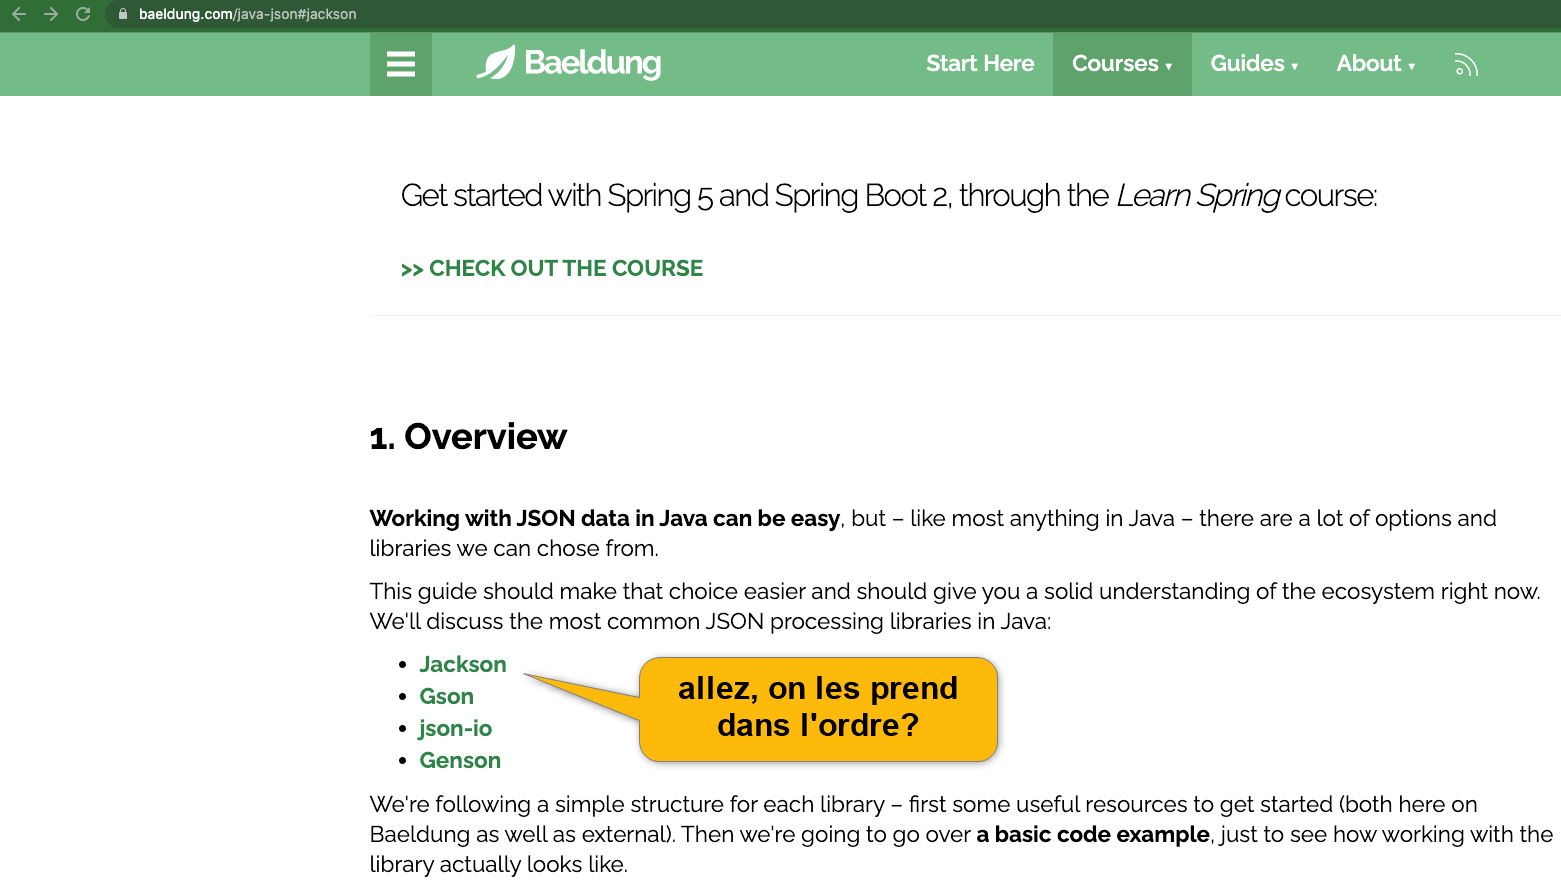 baeldung.com/java-json#jackson
Baeldung
Start Here
Courses ▾
Guides ▾
About ▾
Get started with Spring 5 and Spring Boot 2, through the Learn Spring course:
>> CHECK OUT THE COURSE
1. Overview
Working with JSON data in Java can be easy, but – like most anything in Java – there are a lot of options and
libraries we can chose from.
This guide should make that choice easier and should give you a solid understanding of the ecosystem right now.
We'll discuss the most common JSON processing libraries in Java:
• Jackson
• Gson
• json-io
• Genson
allez, on les prend
dans l'ordre?
We're following a simple structure for each library – first some useful resources to get started (both here on
Baeldung as well as external). Then we're going to go over a basic code example, just to see how working with the
library actually looks like.